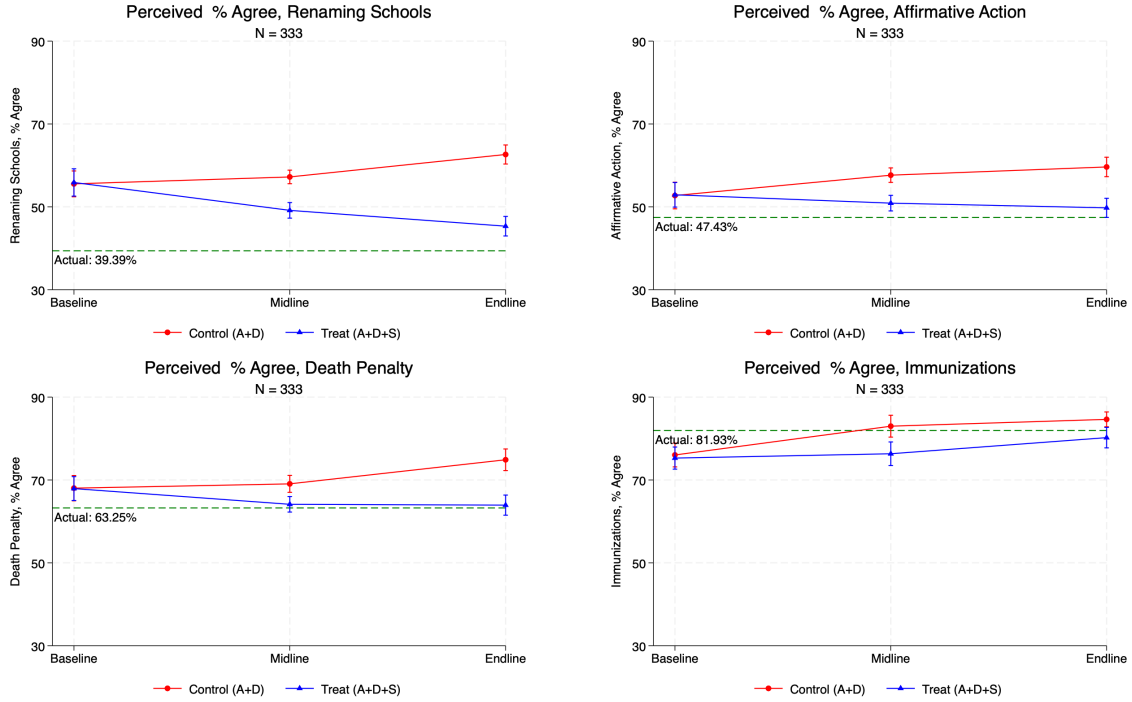 Perceived % Agree, Renaming Schools
N = 333
Renaming Schools, % Agree
90
70
50
30
Actual: 39.39%
Baseline Midline Endline
Control (A+D) Treat (A+D+S)
Perceived % Agree, Affirmative Action
N = 333
Affirmative Action, % Agree
90
70
50
30
Actual: 47.43%
Baseline Midline Endline
Control (A+D) Treat (A+D+S)
Perceived % Agree, Death Penalty
N = 333
Death Penalty, % Agree
90
70
50
30
Actual: 63.25%
Baseline Midline Endline
Control (A+D) Treat (A+D+S)
Perceived % Agree, Immunizations
N = 333
Immunizations, % Agree
90
70
50
30
Actual: 81.93%
Baseline Midline Endline
Control (A+D) Treat (A+D+S)